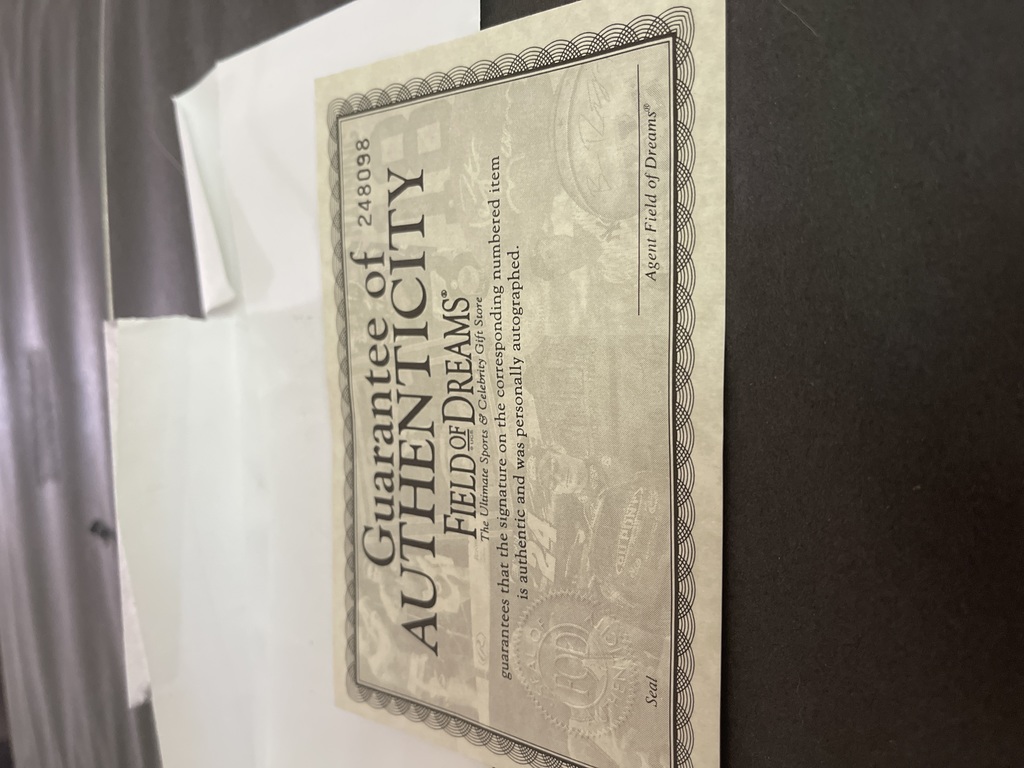 248098
Guarantee of
AUTHENTICITY
FIELD OF DREAMS®
The Ultimate Sports & Celebrity Gift Store
guarantees that the signature on the corresponding numbered item
is authentic and was personally autographed.
24
Seal
Agent Field of Dreams®